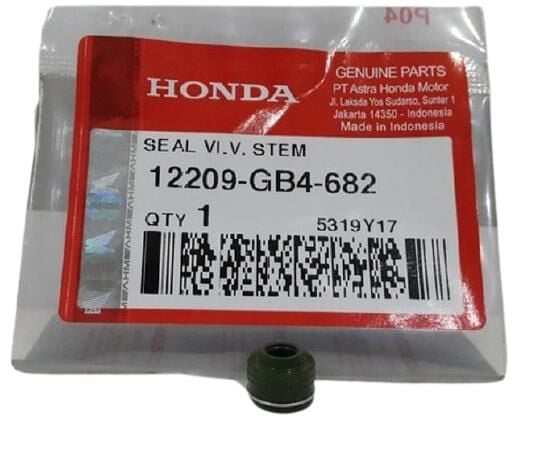 P04
HONDA
GENUINE PARTS
PT Astra Honda Motor
Jl. Laksda Yos Sudarso, Sunter 1
Jakarta 14350 - Indonesia
Made in Indonesia
SEAL VI.V. STEM
12209-GB4-682
QTY 1
5319Y17